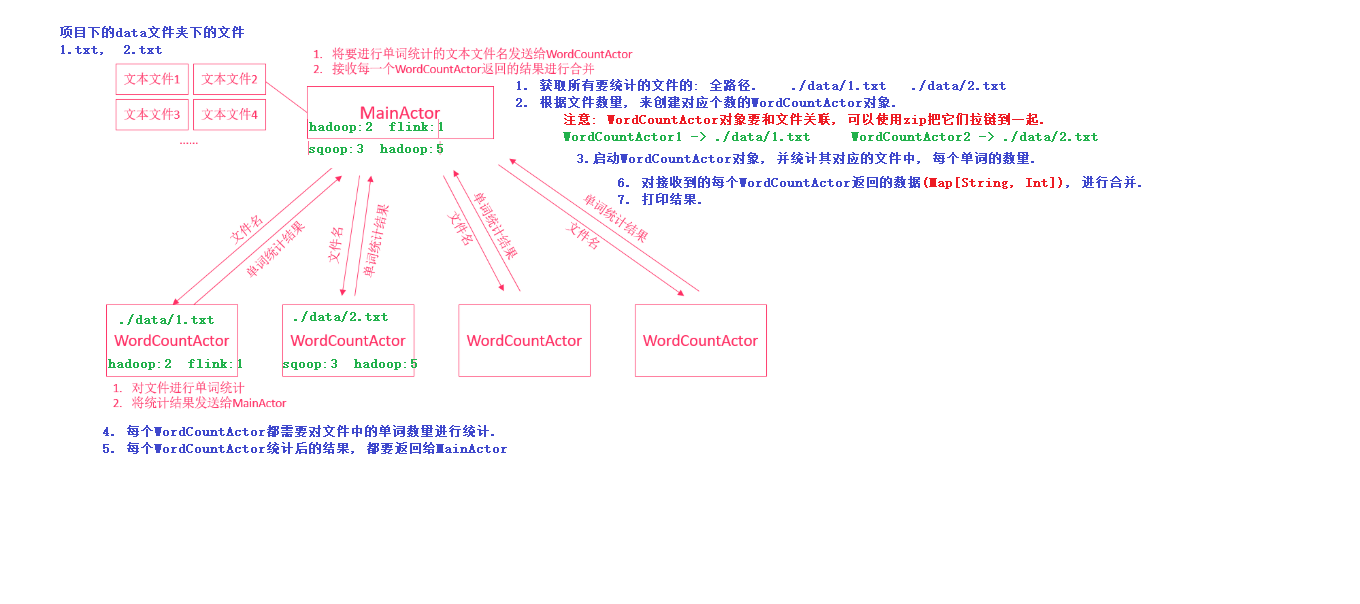 项目下的data文件夹下的文件
1.txt, 2.txt
1. 将要进行单词统计的文本文件名发送给WordCountActor
2. 接收每一个WordCountActor返回的结果进行合并
文本文件1 文本文件2
文本文件3 文本文件4
......
MainActor
hadoop:2 flink:1
sqoop:3 hadoop:5
1. 获取所有要统计的文件的: 全路径. ./data/1.txt ./data/2.txt
2. 根据文件数量, 来创建对应个数的WordCountActor对象.
注意: WordCountActor对象要和文件关联, 可以使用zip把它们拉链到一起.
WordCountActor1 -> ./data/1.txt WordCountActor2 -> ./data/2.txt
3.启动WordCountActor对象, 并统计其对应的文件中, 每个单词的数量.
6. 对接收到的每个WordCountActor返回的数据(Map[String, Int]), 进行合并.
7. 打印结果.
文件名
单词统计结果
文件名
单词统计结果
文件名
单词统计结果
文件名
单词统计结果
./data/1.txt
WordCountActor
hadoop:2 flink:1
./data/2.txt
WordCountActor
sqoop:3 hadoop:5
WordCountActor
WordCountActor
1. 对文件进行单词统计
2. 将统计结果发送给MainActor
4. 每个WordCountActor都需要对文件中的单词数量进行统计.
5. 每个WordCountActor统计后的结果, 都要返回给MainActor